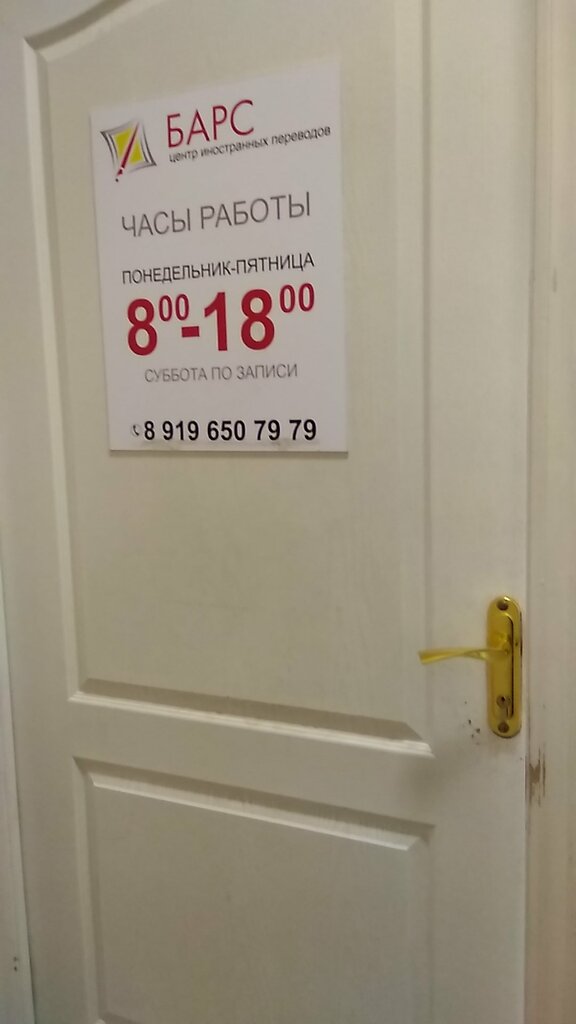 БАРС
центр иностранных переводов
ЧАСЫ РАБОТЫ
ПОНЕДЕЛЬНИК-ПЯТНИЦА
8⁰⁰-18⁰⁰
СУББОТА ПО ЗАПИСИ
8 919 650 79 79